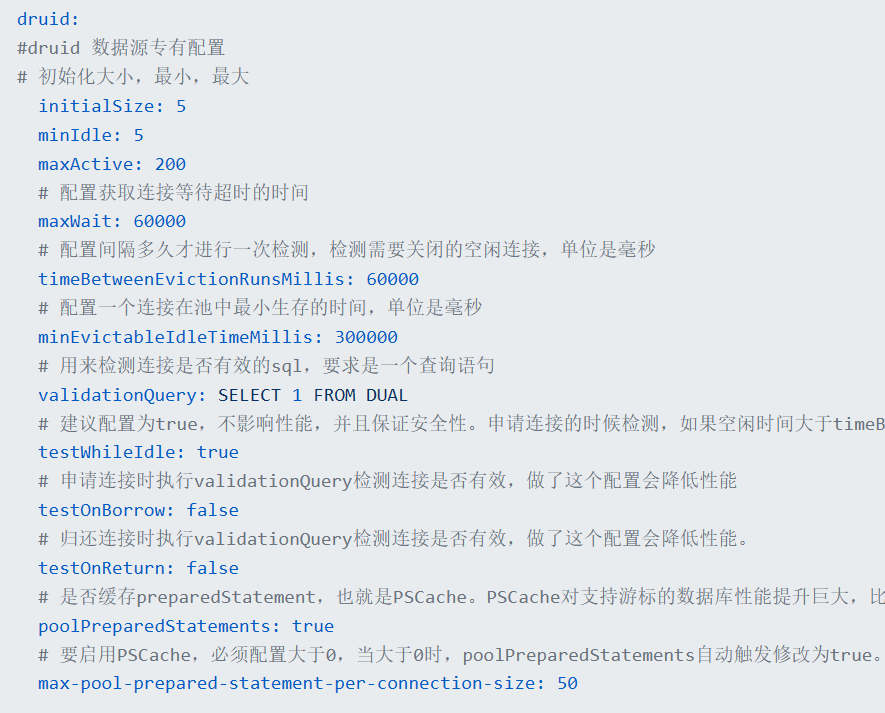 druid:
#druid 数据源专有配置
# 初始化大小，最小，最大
initialSize: 5
minIdle: 5
maxActive: 200
# 配置获取连接等待超时的时间
maxWait: 60000
# 配置间隔多久才进行一次检测，检测需要关闭的空闲连接，单位是毫秒
timeBetweenEvictionRunsMillis: 60000
# 配置一个连接在池中最小生存的时间，单位是毫秒
minEvictableIdleTimeMillis: 300000
# 用来检测连接是否有效的sql，要求是一个查询语句
validationQuery: SELECT 1 FROM DUAL
# 建议配置为true，不影响性能，并且保证安全性。申请连接的时候检测，如果空闲时间大于timeB
testWhileIdle: true
# 申请连接时执行validationQuery检测连接是否有效，做了这个配置会降低性能
testOnBorrow: false
# 归还连接时执行validationQuery检测连接是否有效，做了这个配置会降低性能。
testOnReturn: false
# 是否缓存preparedStatement，也就是PSCache。PSCache对支持游标的数据库性能提升巨大，比
poolPreparedStatements: true
# 要启用PSCache，必须配置大于0，当大于0时，poolPreparedStatements自动触发修改为true。
max-pool-prepared-statement-per-connection-size: 50